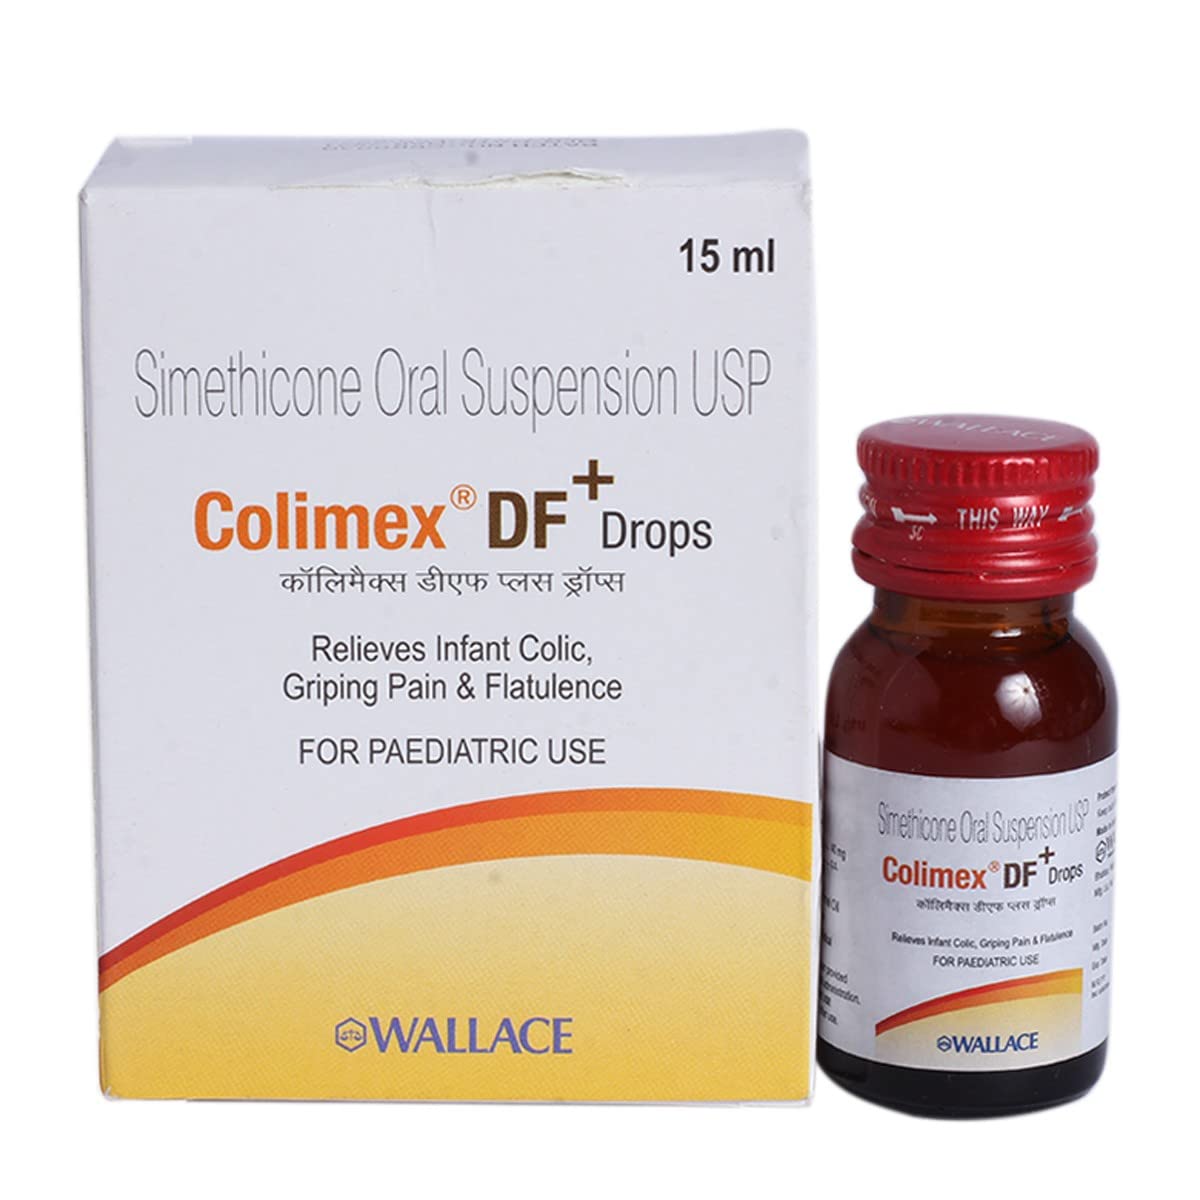 15 ml
Simethicone Oral Suspension USP
Colimex® DF+ Drops
कॉलिमैक्स डीएफ प्लस ड्रॉप्स
Relieves Infant Colic,
Griping Pain & Flatulence
FOR PAEDIATRIC USE
WALLACE
WALLACE
THIS WAY
Simethicone Oral Suspension USP
Colimex® DF+ Drops
कॉलिमैक्स डीएफ प्लस ड्रॉप्स
Relieves Infant Colic, Griping Pain & Flatulence
FOR PAEDIATRIC USE
WALLACE